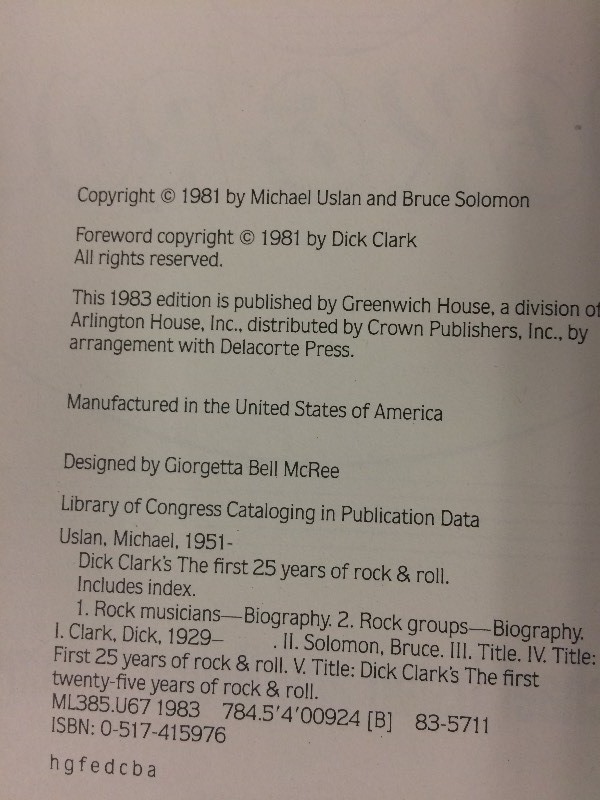 Copyright © 1981 by Michael Uslan and Bruce Solomon
Foreword copyright © 1981 by Dick Clark
All rights reserved.
This 1983 edition is published by Greenwich House, a division of
Arlington House, Inc., distributed by Crown Publishers, Inc., by
arrangement with Delacorte Press.
Manufactured in the United States of America
Designed by Giorgetta Bell McRee
Library of Congress Cataloging in Publication Data
Uslan, Michael, 1951-
Dick Clark's The first 25 years of rock & roll.
Includes index.
1. Rock musicians—Biography. 2. Rock groups—Biography.
I. Clark, Dick, 1929– . II. Solomon, Bruce. III. Title. IV. Title:
First 25 years of rock & roll. V. Title: Dick Clark's The first
twenty-five years of rock & roll.
ML385.U67 1983 784.5'4'00924 [B] 83-5711
ISBN: 0-517-415976
h g f e d c b a